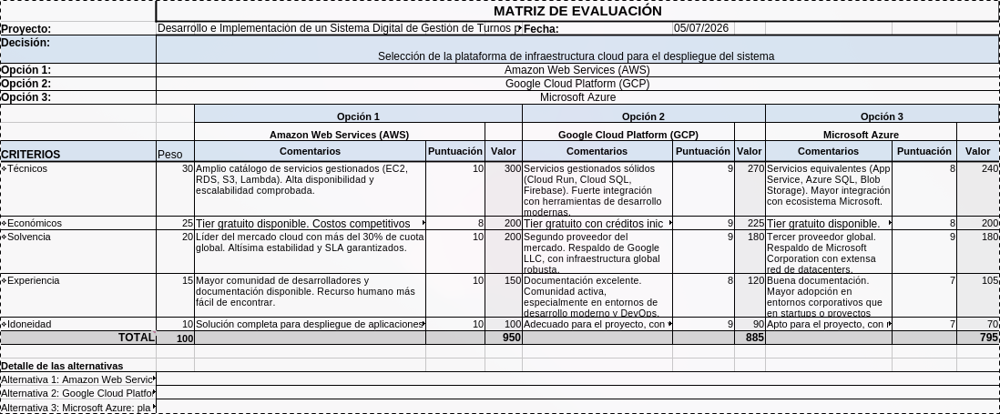 MATRIZ DE EVALUACIÓN
Proyecto: Desarrollo e Implementación de un Sistema Digital de Gestión de Turnos p Fecha: 05/07/2026
Decisión:
Selección de la plataforma de infraestructura cloud para el despliegue del sistema
Opción 1: Amazon Web Services (AWS)
Opción 2: Google Cloud Platform (GCP)
Opción 3: Microsoft Azure
Opción 1 Opción 2 Opción 3
Amazon Web Services (AWS) Google Cloud Platform (GCP) Microsoft Azure
CRITERIOS Peso Comentarios Puntuación Valor Comentarios Puntuación Valor Comentarios Puntuación Valor
❖Técnicos 30 Amplio catálogo de servicios gestionados (EC2, 10 300 Servicios gestionados sólidos 9 270 Servicios equivalentes (App 8 240
RDS, S3, Lambda). Alta disponibilidad y (Cloud Run, Cloud SQL, Service, Azure SQL, Blob
escalabilidad comprobada. Firebase). Fuerte integración Storage). Mayor integración
con herramientas de desarrollo con ecosistema Microsoft.
modernas.
❖Económicos 25 Tier gratuito disponible. Costos competitivos 8 200 Tier gratuito con créditos inic 9 225 Tier gratuito disponible. 8 200
❖Solvencia 20 Líder del mercado cloud con más del 30% de cuota 10 200 Segundo proveedor del 9 180 Tercer proveedor global. 9 180
global. Altísima estabilidad y SLA garantizados. mercado. Respaldo de Google Respaldo de Microsoft
LLC, con infraestructura global Corporation con extensa
robusta. red de datacenters.
❖Experiencia 15 Mayor comunidad de desarrolladores y 10 150 Documentación excelente. 8 120 Buena documentación. 7 105
documentación disponible. Recurso humano más Comunidad activa, Mayor adopción en
fácil de encontrar. especialmente en entornos de entornos corporativos que
desarrollo moderno y DevOps. en startups o proyectos
❖Idoneidad 10 Solución completa para despliegue de aplicaciones 10 100 Adecuado para el proyecto, con 9 90 Apto para el proyecto, con 7 70
TOTAL 100 950 885 795
Detalle de las alternativas
Alternativa 1: Amazon Web Servic
Alternativa 2: Google Cloud Platfor
Alternativa 3: Microsoft Azure: pla